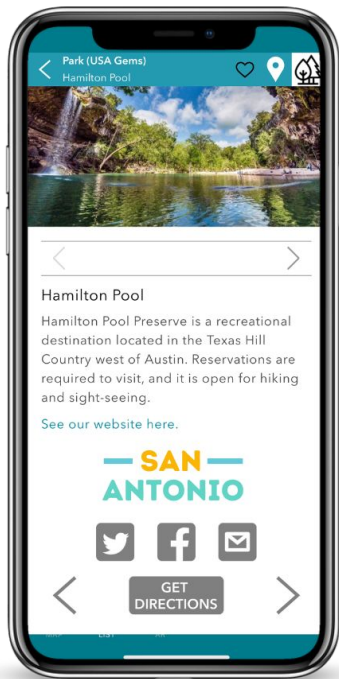 Park (USA Gems)
Hamilton Pool
Hamilton Pool
Hamilton Pool Preserve is a recreational
destination located in the Texas Hill
Country west of Austin. Reservations are
required to visit, and it is open for hiking
and sight-seeing.
See our website here.
SAN
ANTONIO
GET
DIRECTIONS
LIST